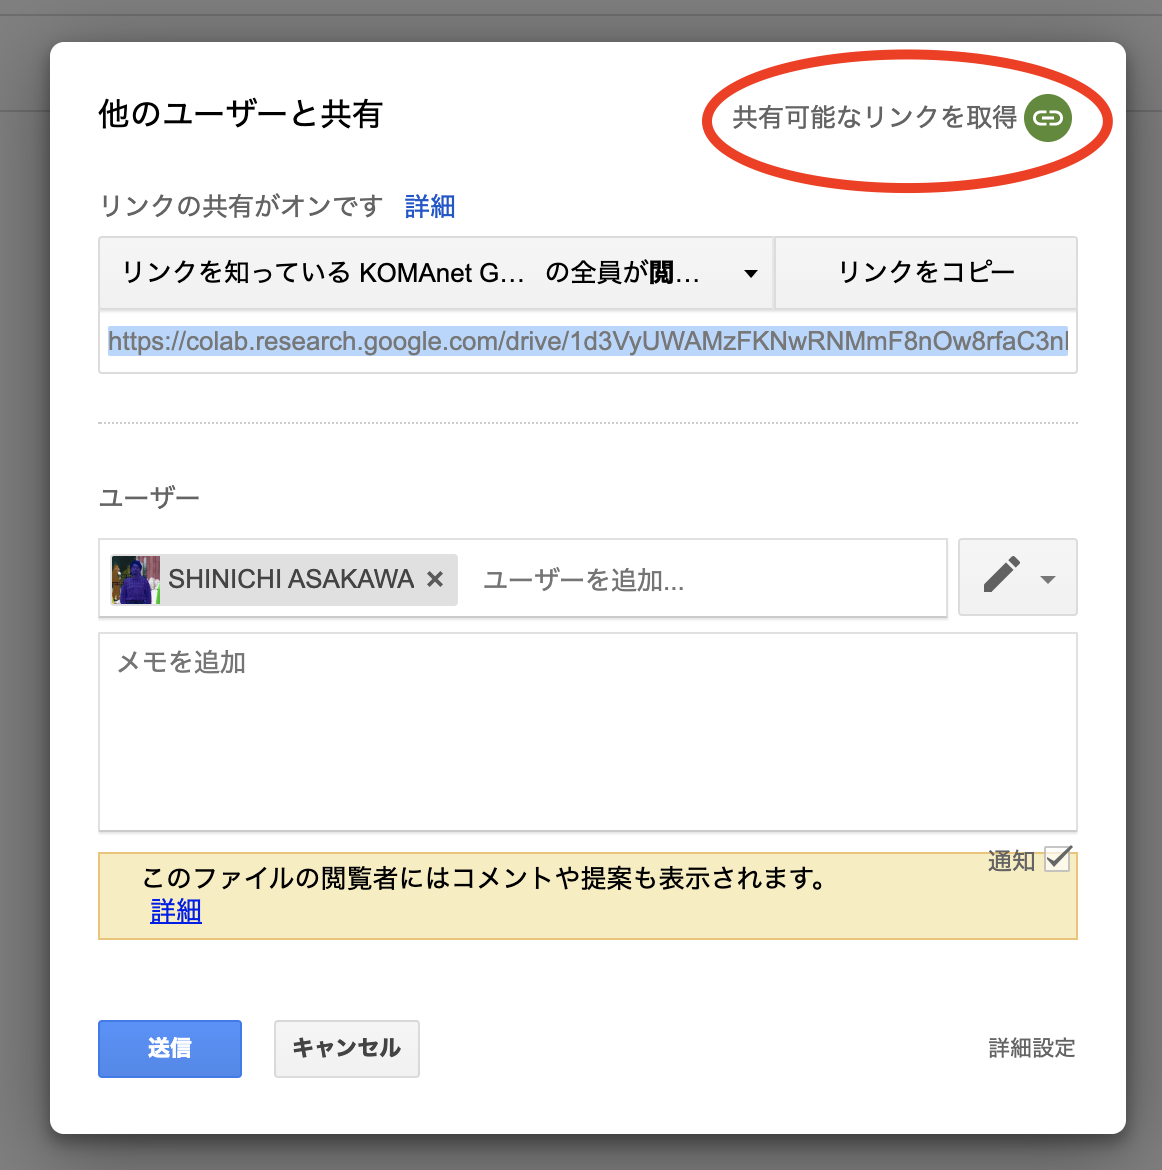 他のユーザーと共有
共有可能なリンクを取得
リンクの共有がオンです 詳細
リンクを知っている KOMAnet G... の全員が閲...
リンクをコピー
https://colab.research.google.com/drive/1d3VyUWAMzFKNwRNMmF8nOw8rfaC3n
ユーザー
SHINICHI ASAKAWA × ユーザーを追加...
メモを追加
通知
このファイルの閲覧者にはコメントや提案も表示されます。
詳細
送信 キャンセル 詳細設定